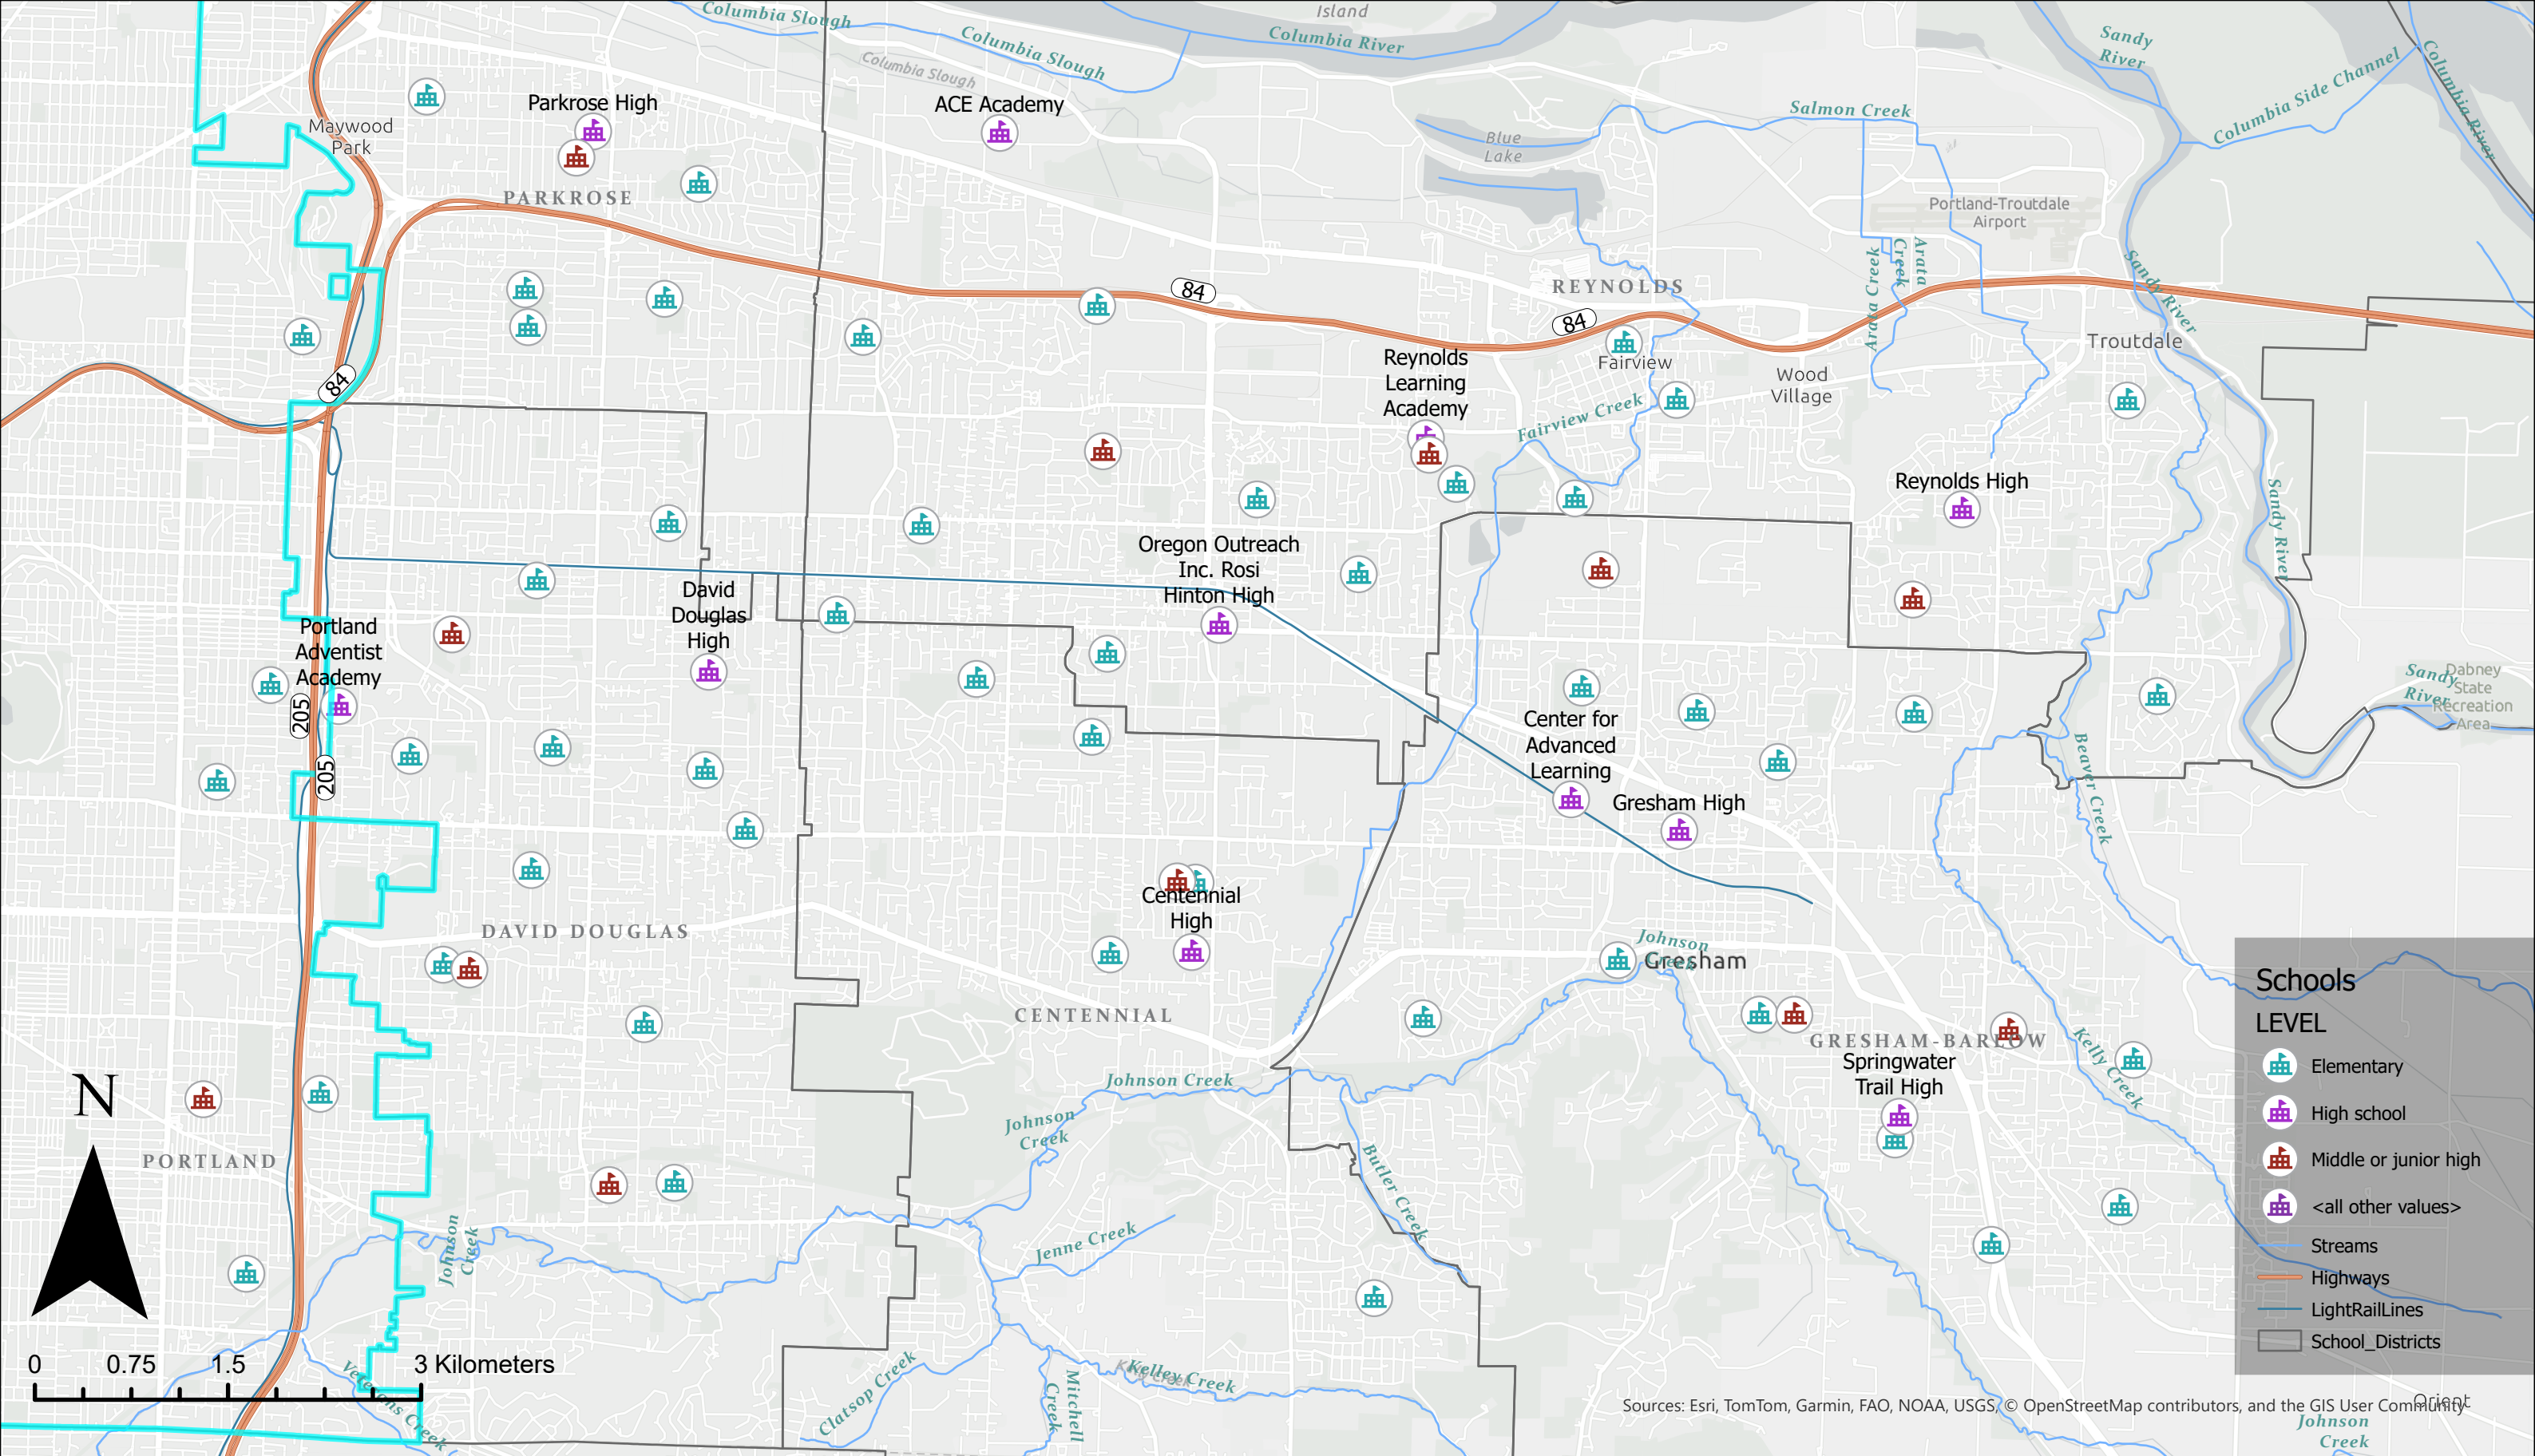 Columbia Slough
Columbia Slough
Columbia Slough
Island
Columbia River
Sandy
River
Columbia Side Channel
Columbia River
Parkrose High
ACE Academy
Maywood
Park
Salmon Creek
Blue
Lake
PARKROSE
Portland-Troutdale
Airport
Arata
Creek
Arata Creek
Sandy River
84
REYNOLDS
84
Fairview
Troutdale
Wood
Village
84
Reynolds
Learning
Academy
Fairview Creek
Reynolds High
Sandy River
Oregon Outreach
Inc. Rosi
Hinton High
David
Douglas
High
Portland
Adventist
Academy
205
205
Sandy
River
Dabney
State
Recreation
Area
Center for
Advanced
Learning
Gresham High
Beaver Creek
Centennial
High
DAVID DOUGLAS
Johnson
Creek
Gresham
CENTENNIAL
GRESHAM-BARLOW
Springwater
Trail High
Kelly Creek
Johnson Creek
Johnson
Creek
Butler Creek
PORTLAND
Johnson
Creek
Jenne Creek
Clatsop Creek
Mitchell
Creek
Kelley Creek
Veterans Creek
N
0
0.75
1.5
3 Kilometers
Schools
LEVEL
Elementary
High school
Middle or junior high
<all other values>
Streams
Highways
LightRailLines
School_Districts
Orient
Sources: Esri, TomTom, Garmin, FAO, NOAA, USGS, © OpenStreetMap contributors, and the GIS User Community
Johnson
Creek